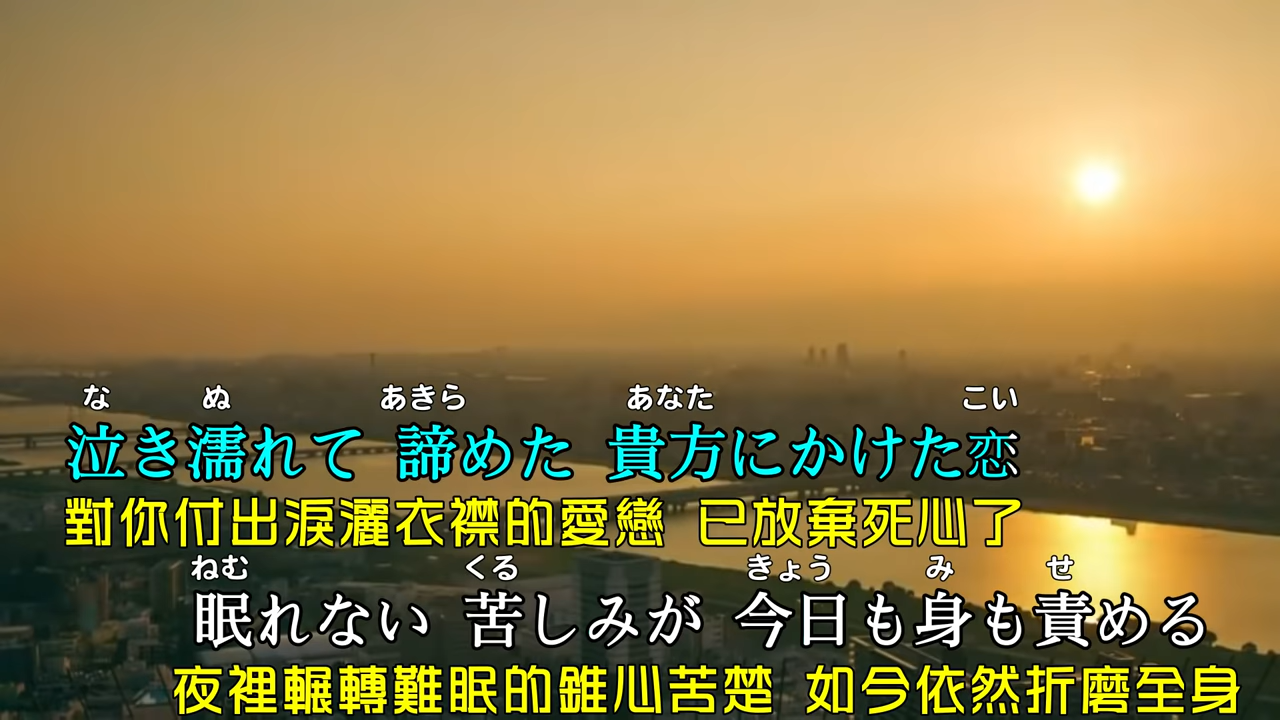 な ぬ あきら あなた こい
泣き濡れて 諦めた 貴方にかけた恋
對你付出淚灑衣襟的愛戀 已放棄死心了
ねむ くる きょう み せ
眠れない 苦しみが 今日も身も責める
夜裡輾轉難眠的錐心苦楚 如今依然折磨全身